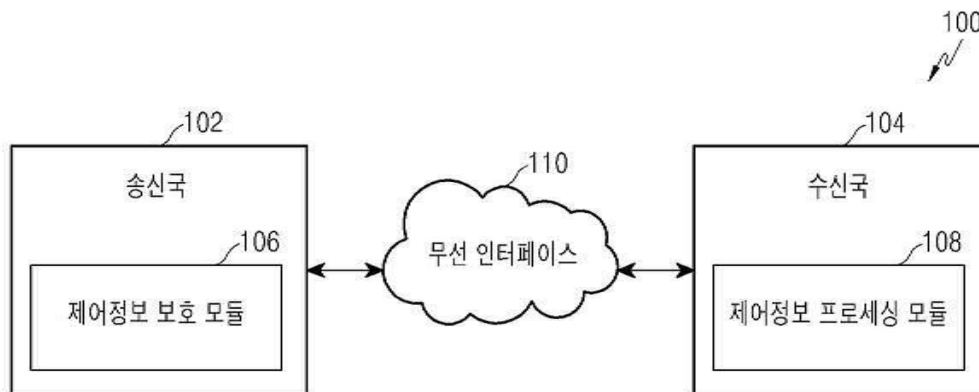 100
102
104
송신국
110
수신국
무선 인터페이스
106
108
제어정보 보호 모듈
제어정보 프로세싱 모듈